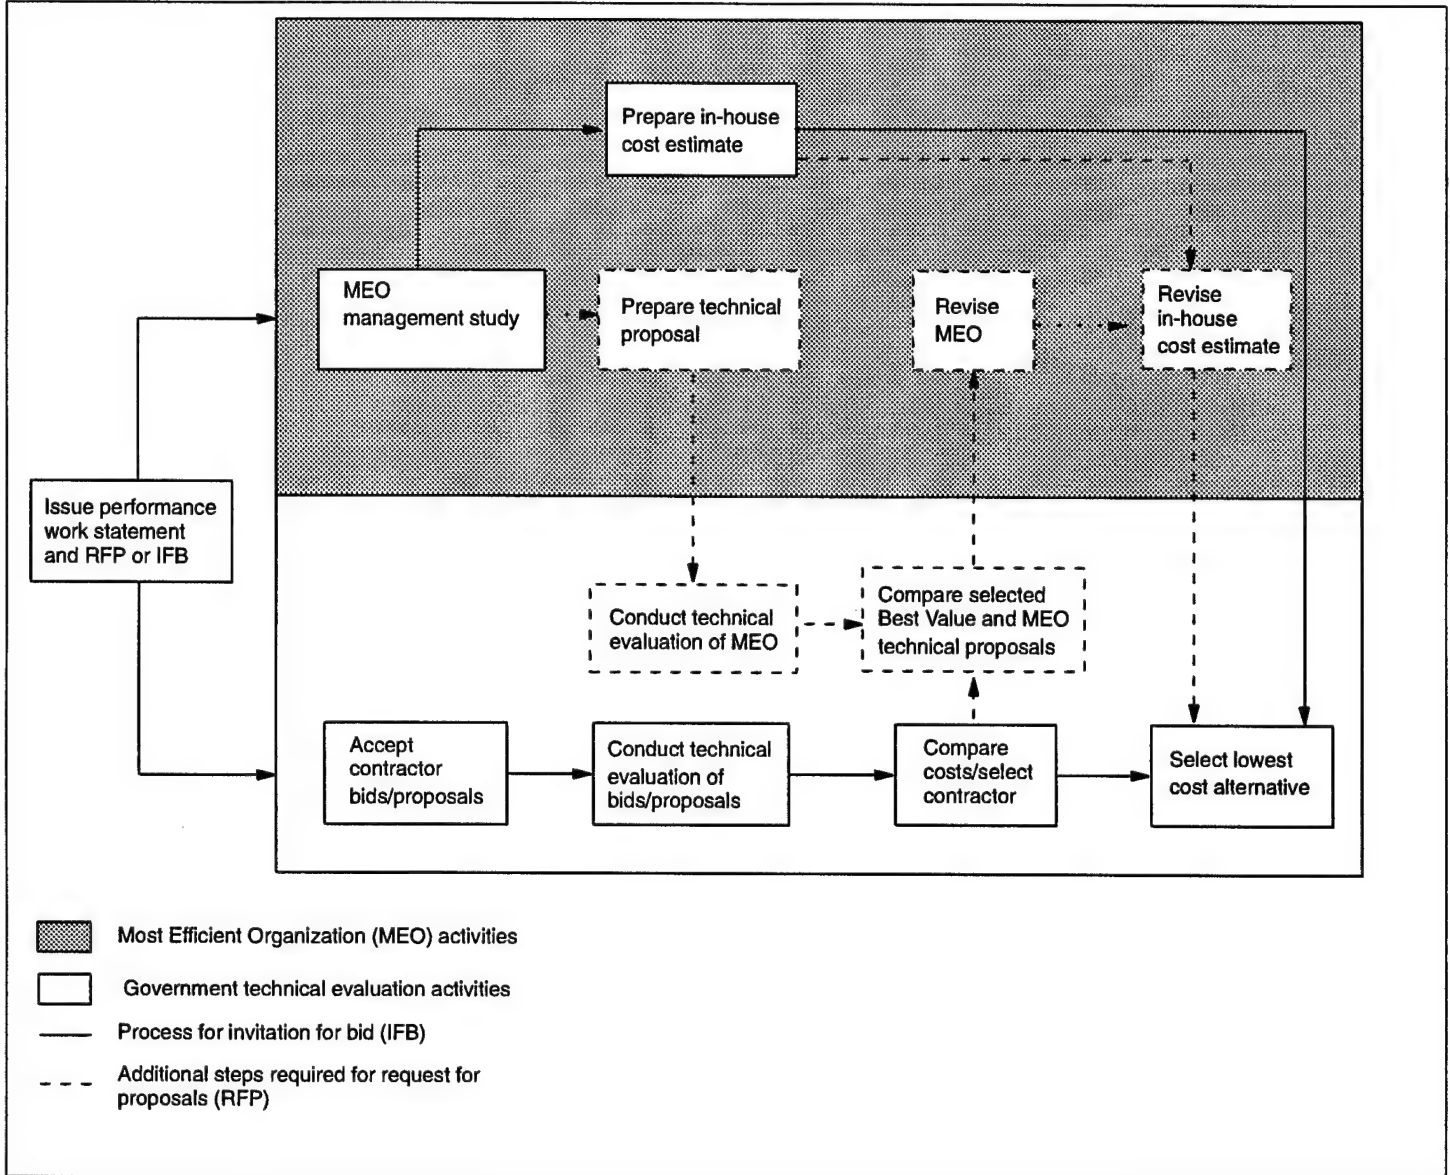 Prepare in-house
cost estimate
MEO
management study
Prepare technical
proposal
Revise
MEO
Revise
in-house
cost estimate
Issue performance
work statement
and RFP or IFB
Conduct technical
evaluation of MEO
Compare selected
Best Value and MEO
technical proposals
Accept
contractor
bids/proposals
Conduct technical
evaluation of
bids/proposals
Compare
costs/select
contractor
Select lowest
cost alternative
Most Efficient Organization (MEO) activities
Government technical evaluation activities
Process for invitation for bid (IFB)
Additional steps required for request for
proposals (RFP)